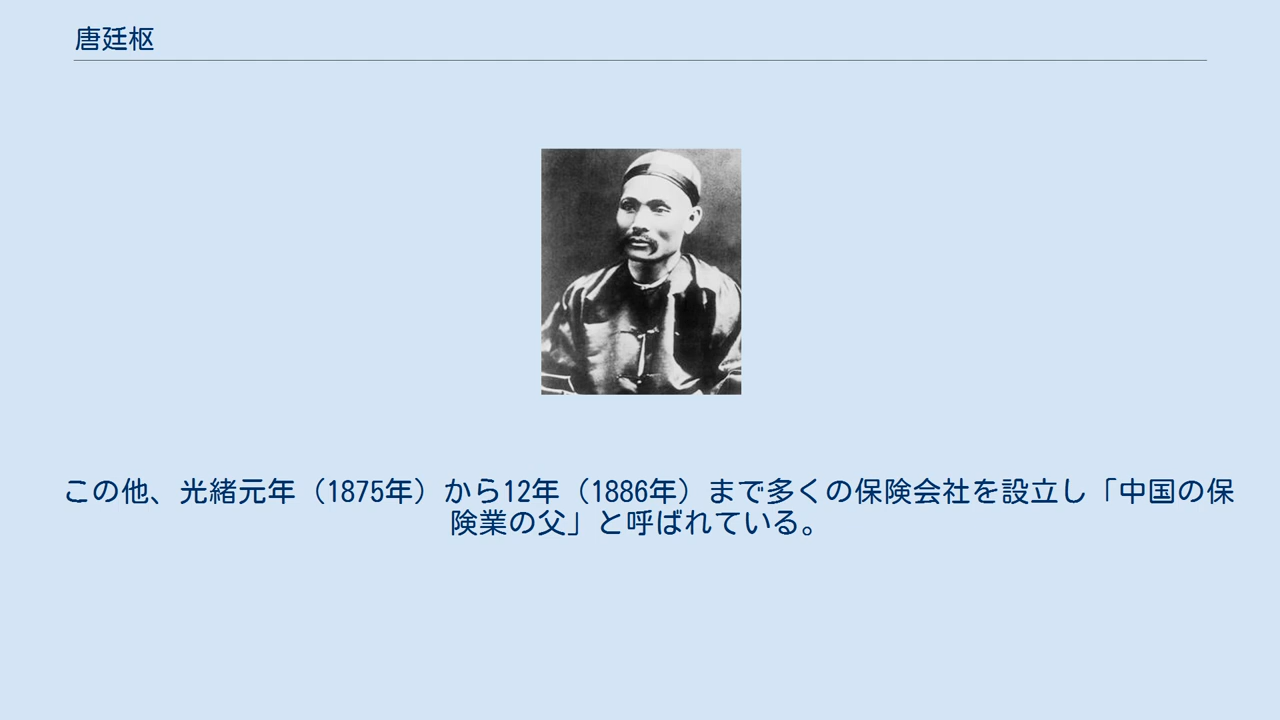 唐廷枢
この他、光緒元年（1875年）から12年（1886年）まで多くの保険会社を設立し「中国の保
険業の父」と呼ばれている。